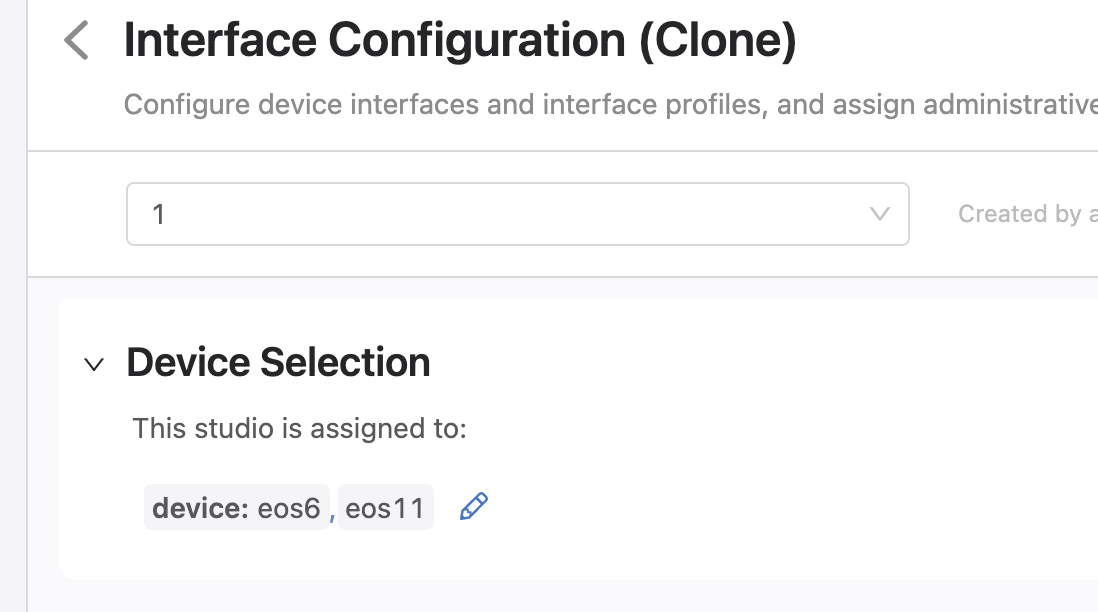 Interface Configuration (Clone)
Configure device interfaces and interface profiles, and assign administrative
1
Created by
Device Selection
This studio is assigned to:
device: eos6 , eos11